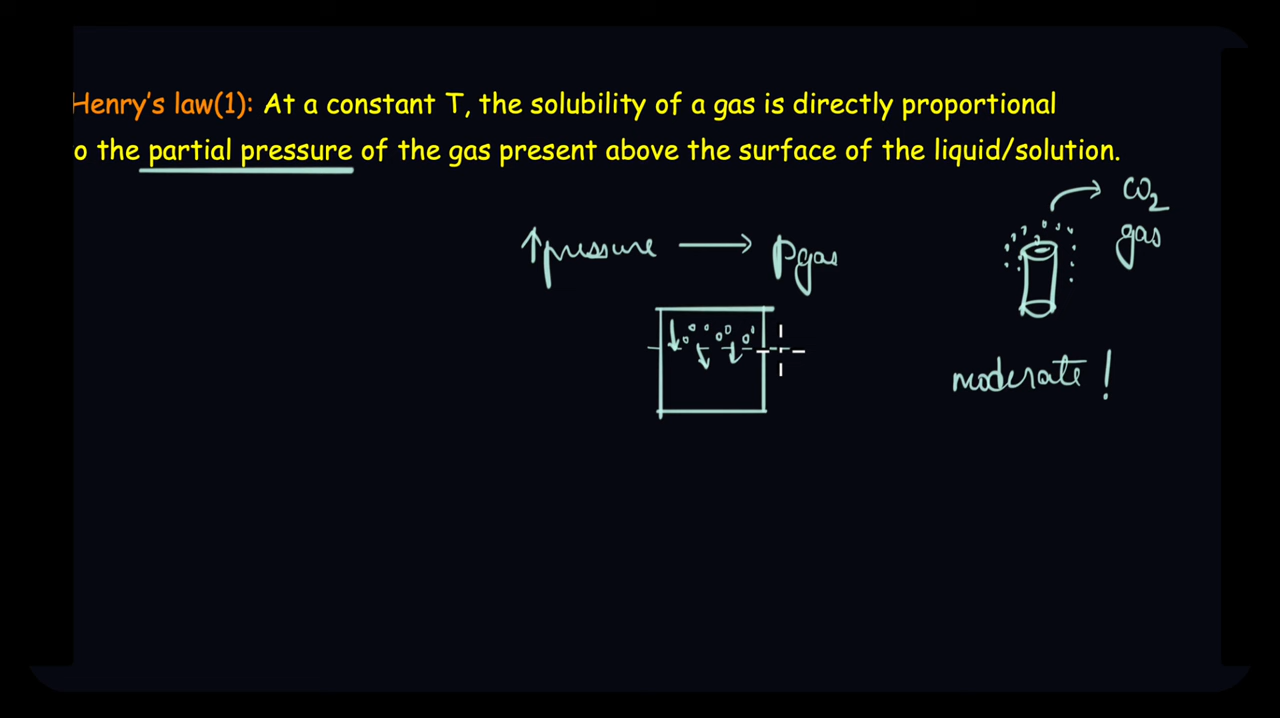 Henry's law(1): At a constant T, the solubility of a gas is directly proportional
o the partial pressure of the gas present above the surface of the liquid/solution.
↑pressure → pgas
CO2
gas
moderate!